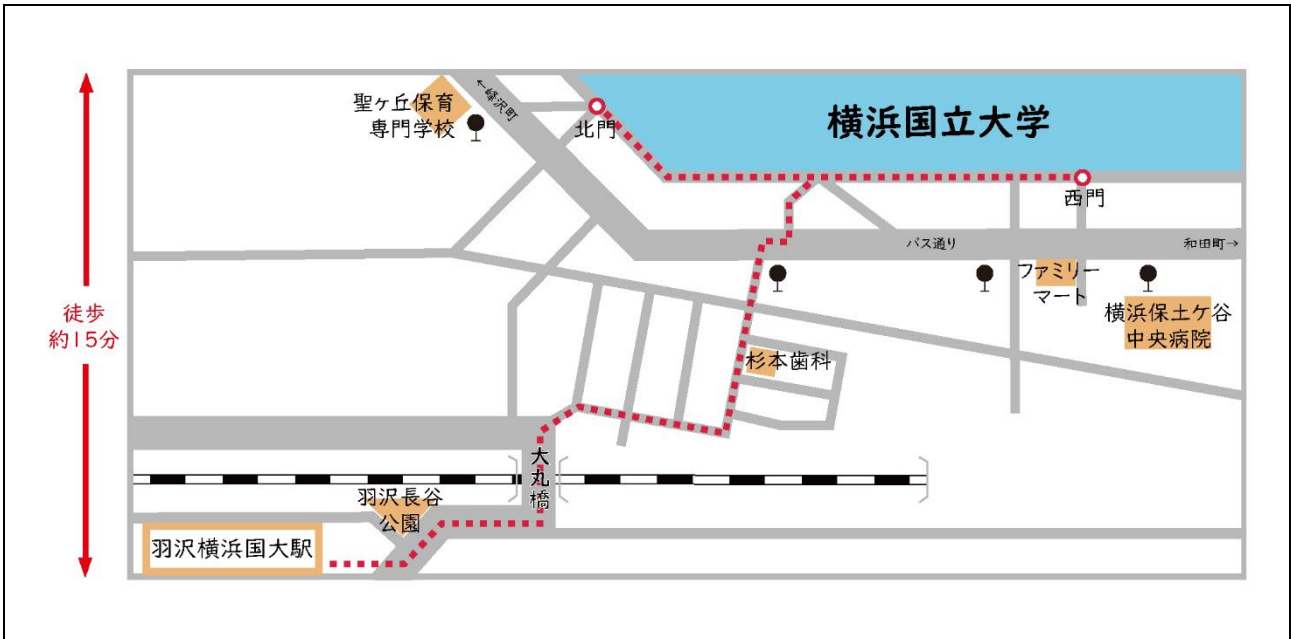 横浜国立大学
←峰沢町
聖ヶ丘保育
専門学校
北門
西門
バス通り
和田町→
ファミリー
マート
横浜保土ケ谷
中央病院
徒歩
約15分
杉本歯科
大丸橋
羽沢長谷
公園
羽沢横浜国大駅